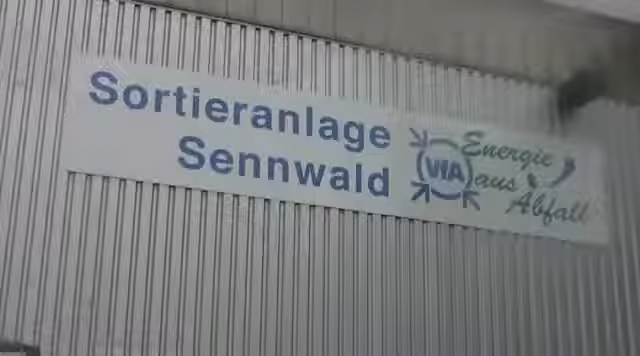 Sortieranlage
Sennwald
VIA
Energie
aus
Abfall